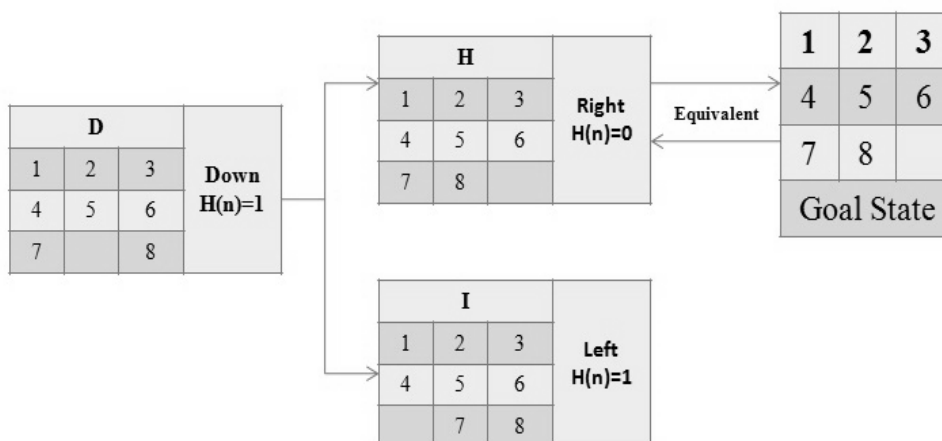 D
1 2 3
4 5 6
7 8
Down
H(n)=1
H
1 2 3
4 5 6
7 8
Right
H(n)=0
Equivalent
1 2 3
4 5 6
7 8
Goal State
I
1 2 3
4 5 6
7 8
Left
H(n)=1